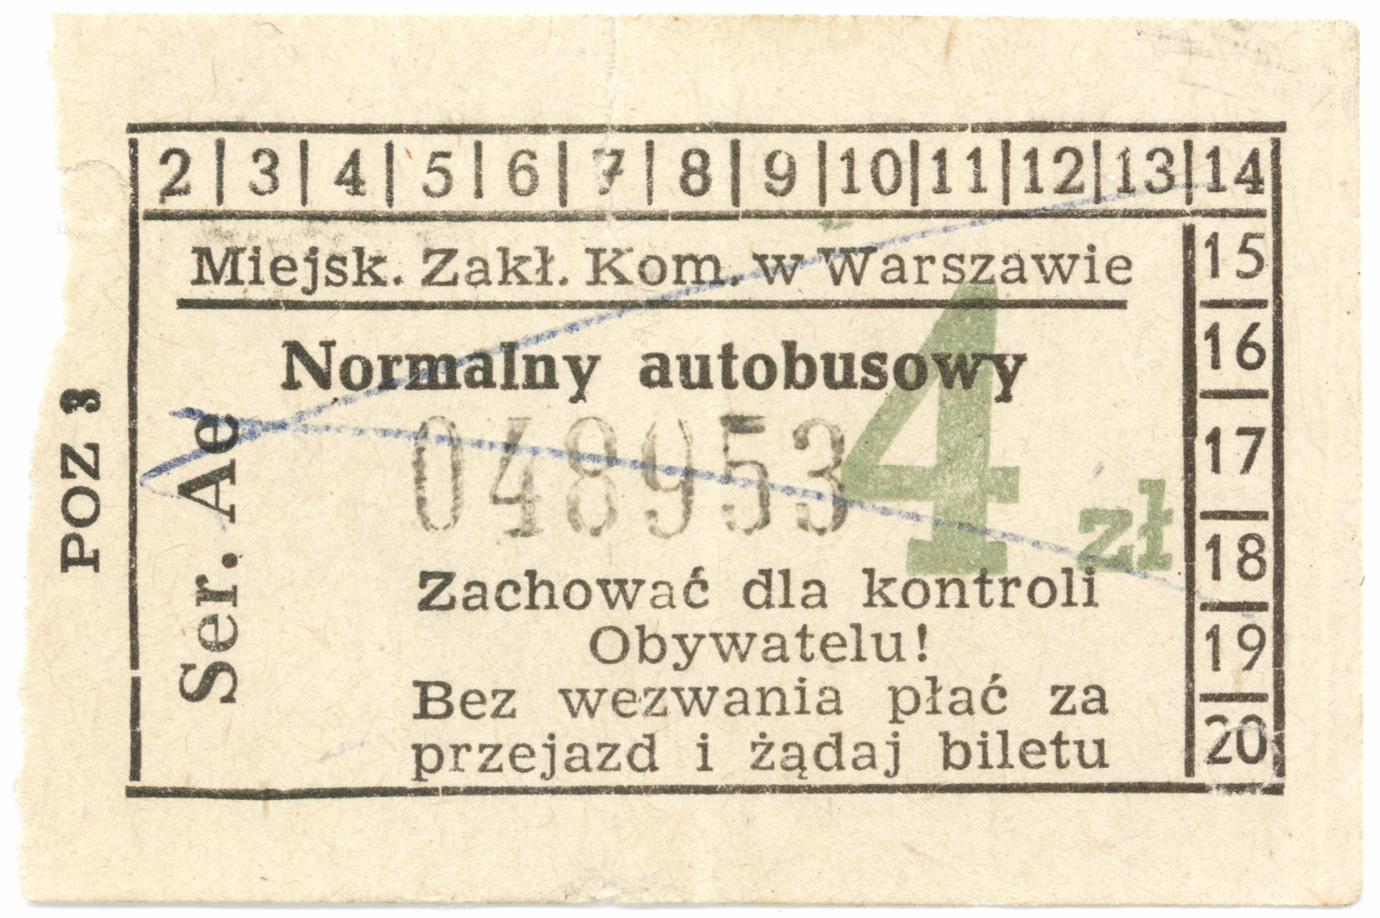 2 | 3 | 4 | 5 | 6 | 7 | 8 | 9 | 10 | 11 | 12 | 13 | 14
15
16
17
18
19
20
Miejsk. Zakł. Kom. w Warszawie
Normalny autobusowy
048953
4 zł
Zachować dla kontroli
Obywatelu!
Bez wezwania płać za
przejazd i żądaj biletu
Ser. Ae
POZ 3